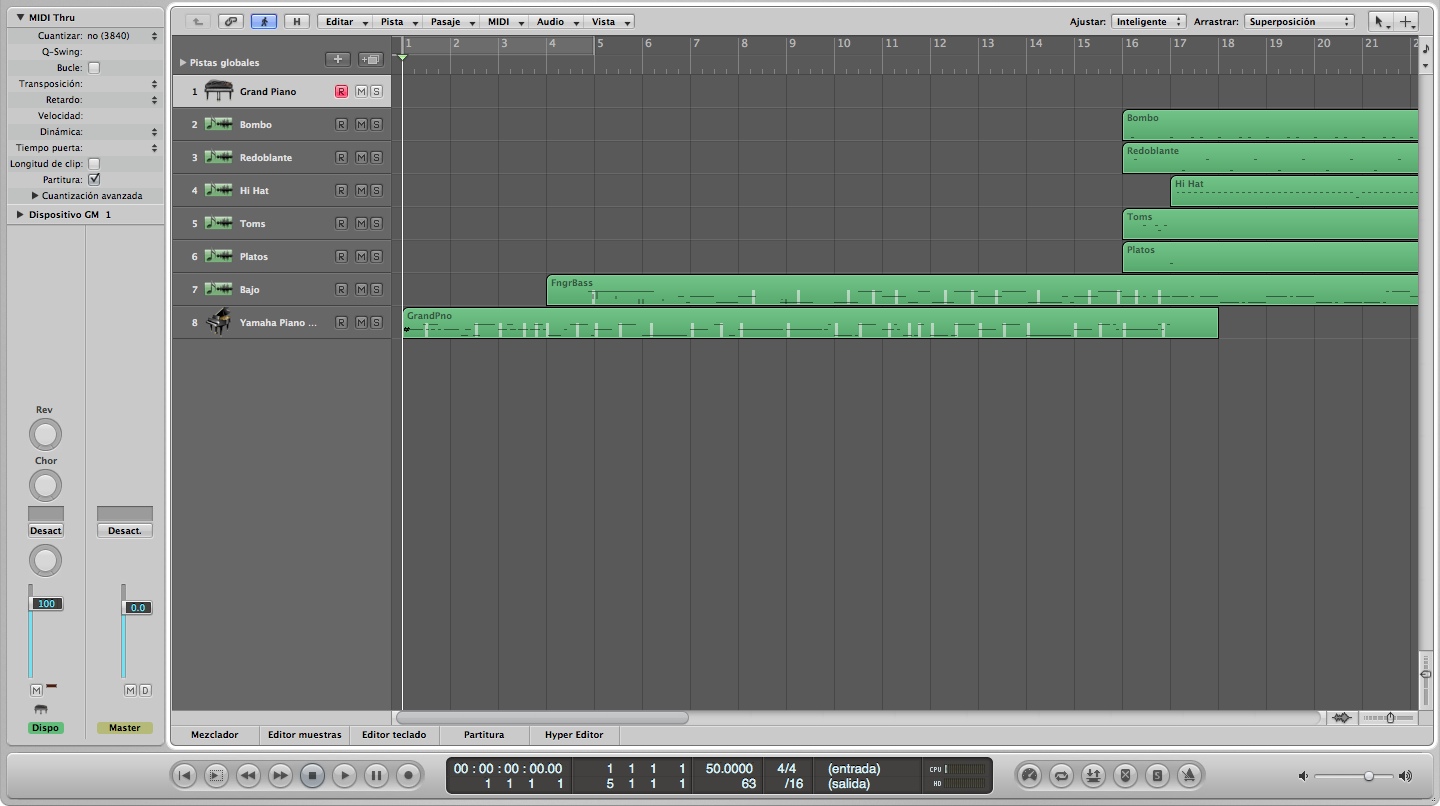 MIDI Thru
Cuantizar: no (3840)
Q-Swing:
Bucle:
Transposición:
Retardo:
Velocidad:
Dinámica:
Tiempo puerta:
Longitud de clip:
Partitura:
Cuantización avanzada
Dispositivo GM 1
Rev
Chor
Desact Desact.
100 0.0
M M D
Dispo Master
H Editar Pista Pasaje MIDI Audio Vista Ajustar: Inteligente Arrastrar: Superposición
Pistas globales
1 2 3 4 5 6 7 8 9 10 11 12 13 14 15 16 17 18 19 20 21
1 Grand Piano R M S
2 Bombo R M S
3 Redoblante R M S
4 Hi Hat R M S
5 Toms R M S
6 Platos R M S
7 Bajo R M S
8 Yamaha Piano ... R M S
Bombo
Redoblante
Hi Hat
Toms
Platos
FngrBass
GrandPno
Mezclador Editor muestras Editor teclado Partitura Hyper Editor
00 : 00 : 00 : 00.00 1 1 1 1 50.0000 4/4 (entrada) CPU
1 1 1 1 5 1 1 1 63 /16 (salida) HD
S